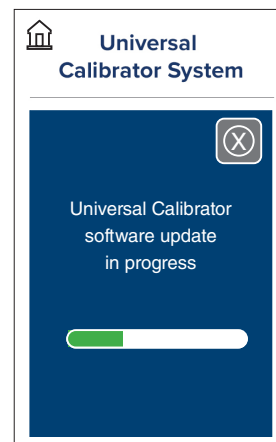 Universal
Calibrator System
X
Universal Calibrator
software update
in progress